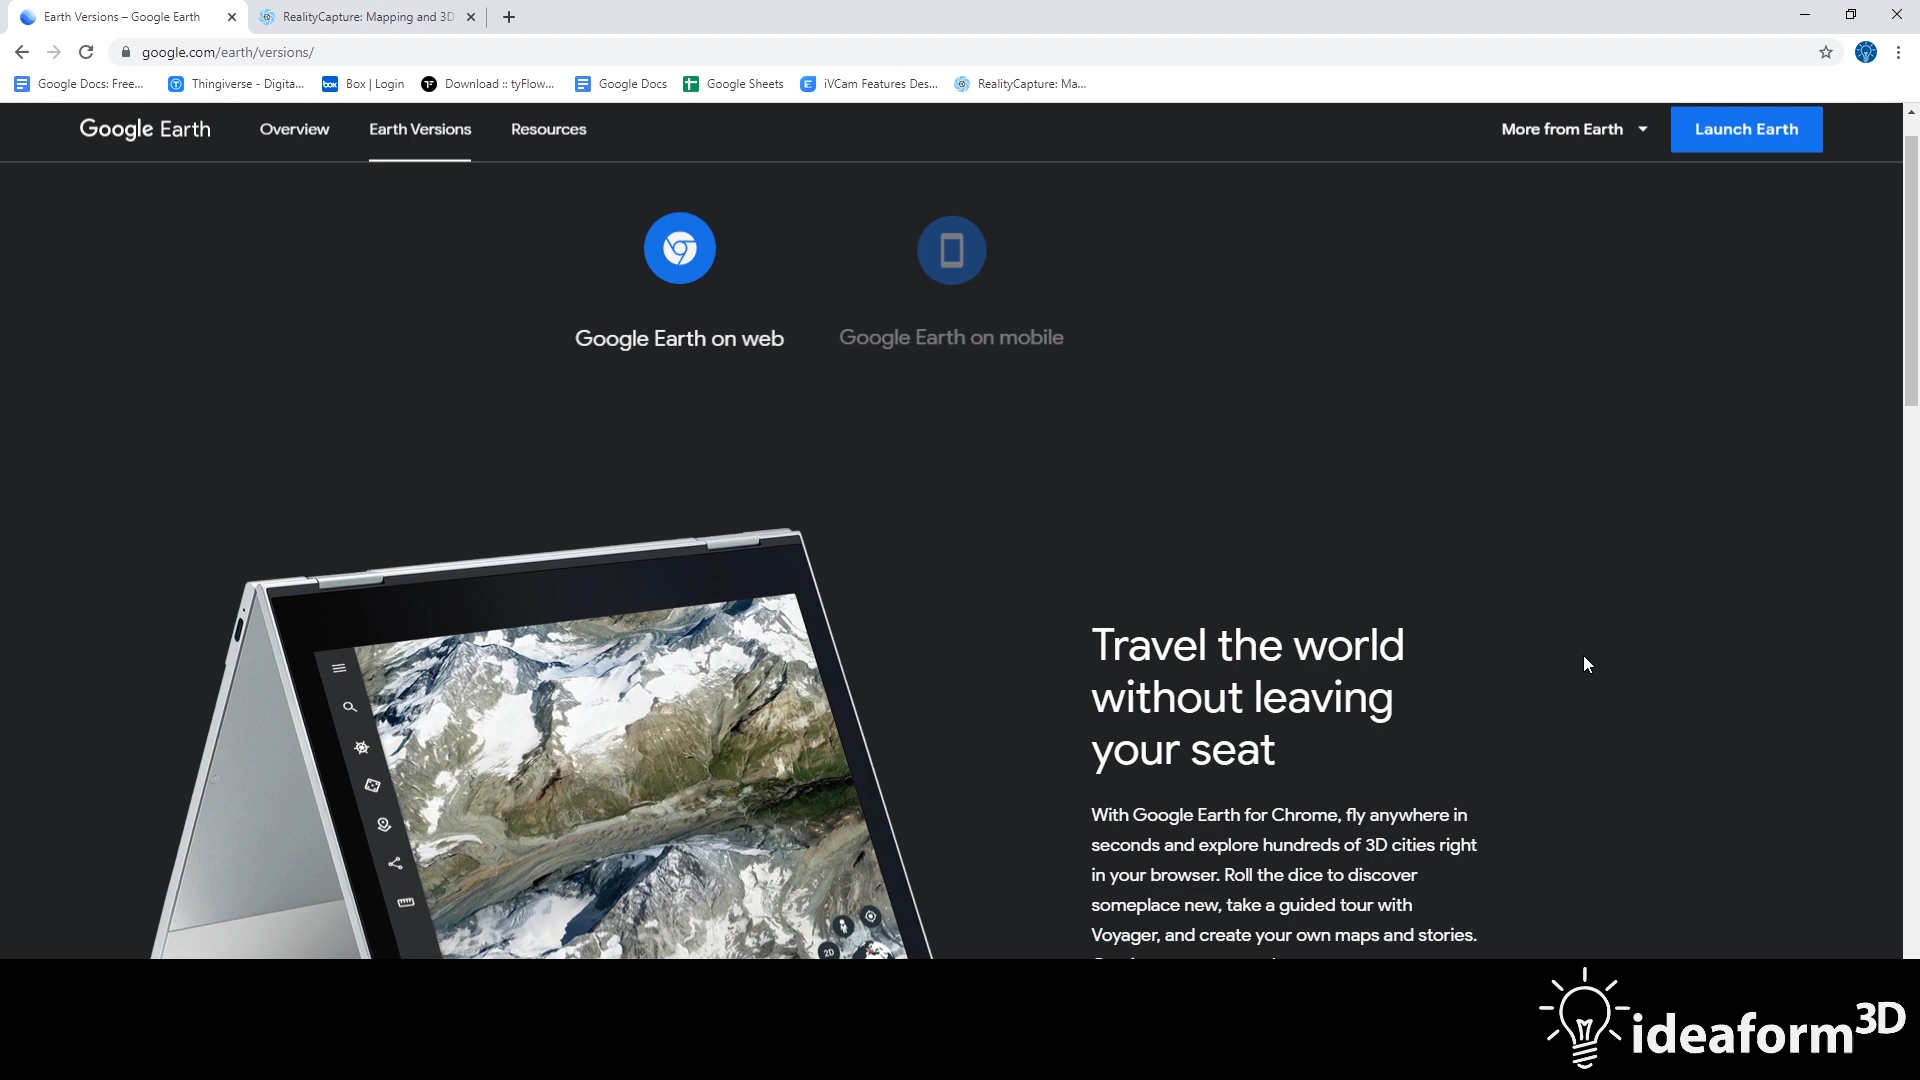 Earth Versions – Google Earth
RealityCapture: Mapping and 3D
google.com/earth/versions/
Google Docs: Free...
Thingiverse - Digita...
box
Box | Login
Download :: tyFlow...
Google Docs
Google Sheets
iVCam Features Des...
RealityCapture: Ma...
Google Earth
Overview
Earth Versions
Resources
More from Earth
Launch Earth
Google Earth on web
Google Earth on mobile
Travel the world
without leaving
your seat
With Google Earth for Chrome, fly anywhere in
seconds and explore hundreds of 3D cities right
in your browser. Roll the dice to discover
someplace new, take a guided tour with
Voyager, and create your own maps and stories.
2D
ideaform3D